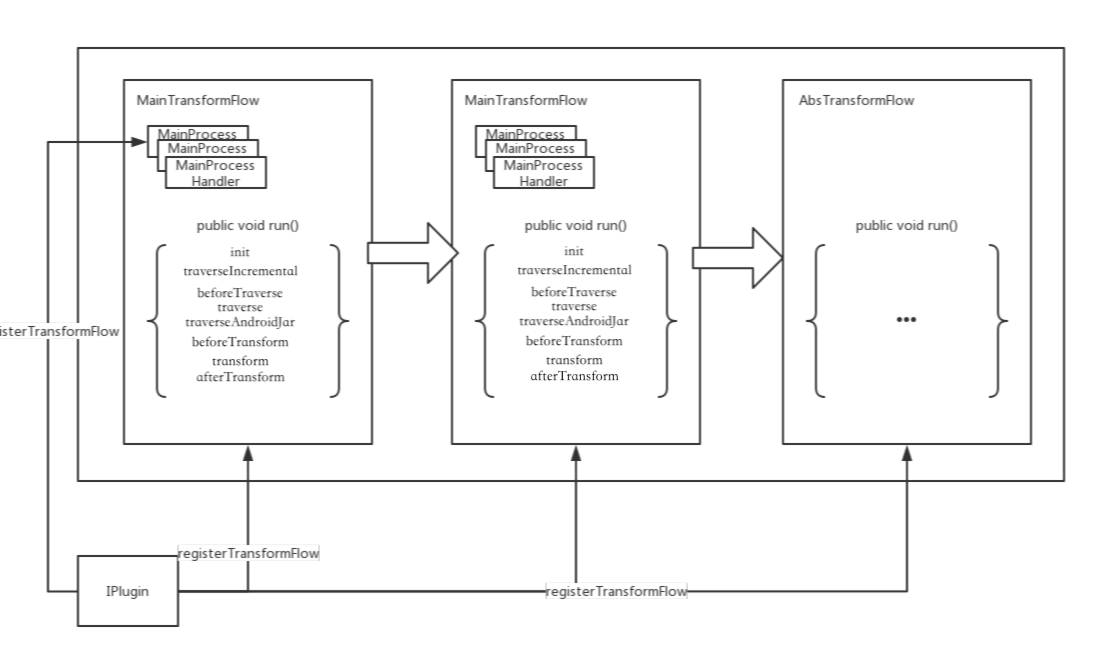 MainTransformFlow
MainProcess
MainProcess
MainProcess
Handler
public void run()
init
traverseIncremental
beforeTraverse
traverse
traverseAndroidJar
beforeTransform
transform
afterTransform
MainTransformFlow
MainProcess
MainProcess
MainProcess
Handler
public void run()
init
traverseIncremental
beforeTraverse
traverse
traverseAndroidJar
beforeTransform
transform
afterTransform
AbsTransformFlow
public void run()
•••
isterTransformFlow
registerTransformFlow
IPlugin
registerTransformFlow